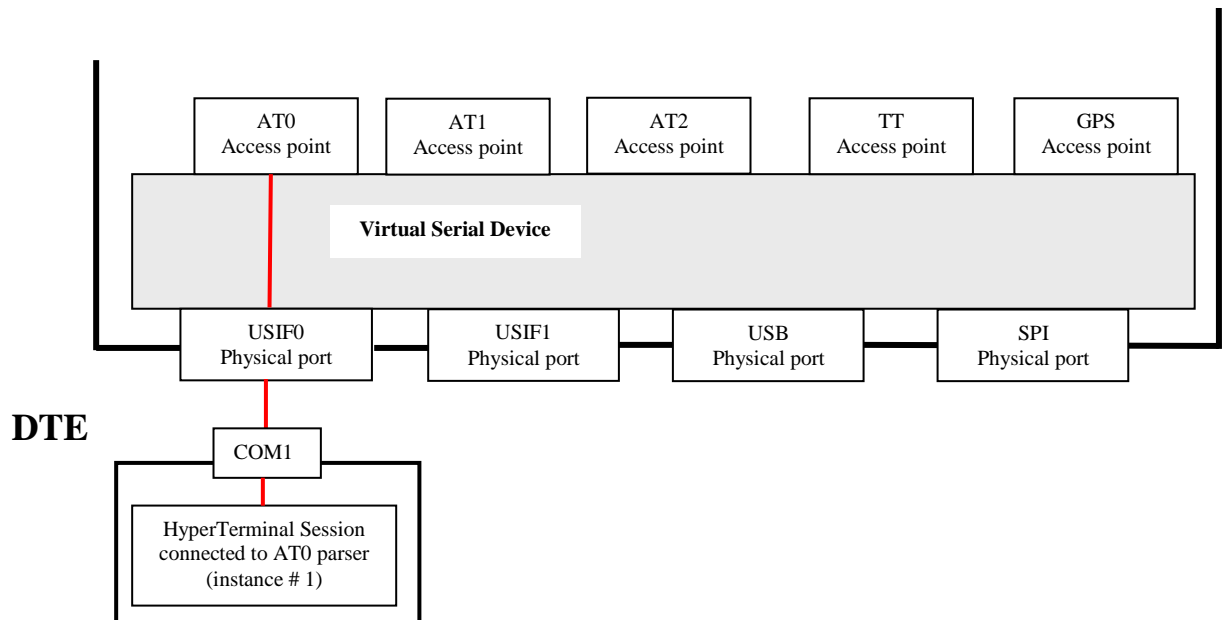 AT0
Access point
AT1
Access point
AT2
Access point
TT
Access point
GPS
Access point
Virtual Serial Device
USIF0
Physical port
USIF1
Physical port
USB
Physical port
SPI
Physical port
DTE
COM1
HyperTerminal Session
connected to AT0 parser
(instance # 1)